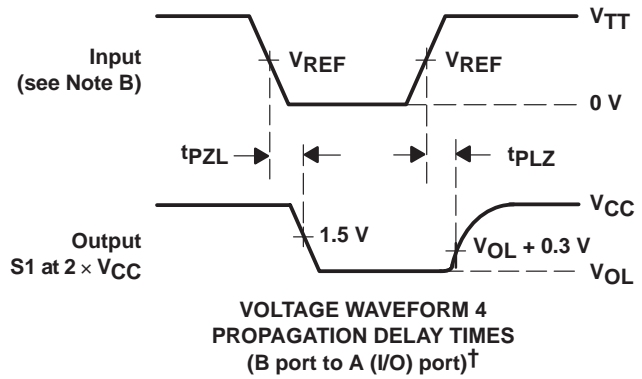 VTT
Input
(see Note B)
VREF
VREF
0 V
tPZL
tPLZ
VCC
Output
S1 at 2 × VCC
1.5 V
VOL + 0.3 V
VOL
VOLTAGE WAVEFORM 4
PROPAGATION DELAY TIMES
(B port to A (I/O) port)†